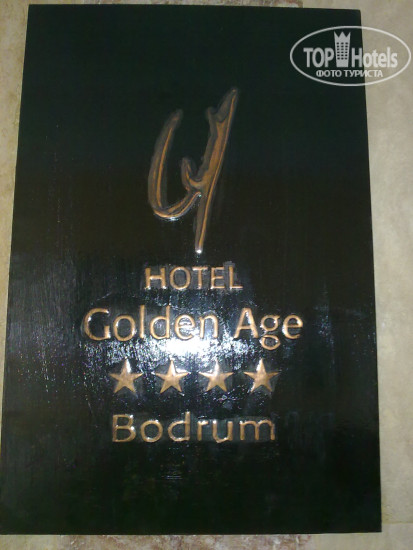 TOP Hotels
ФОТО ТУРИСТА
HOTEL
Golden Age
★★★★
Bodrum